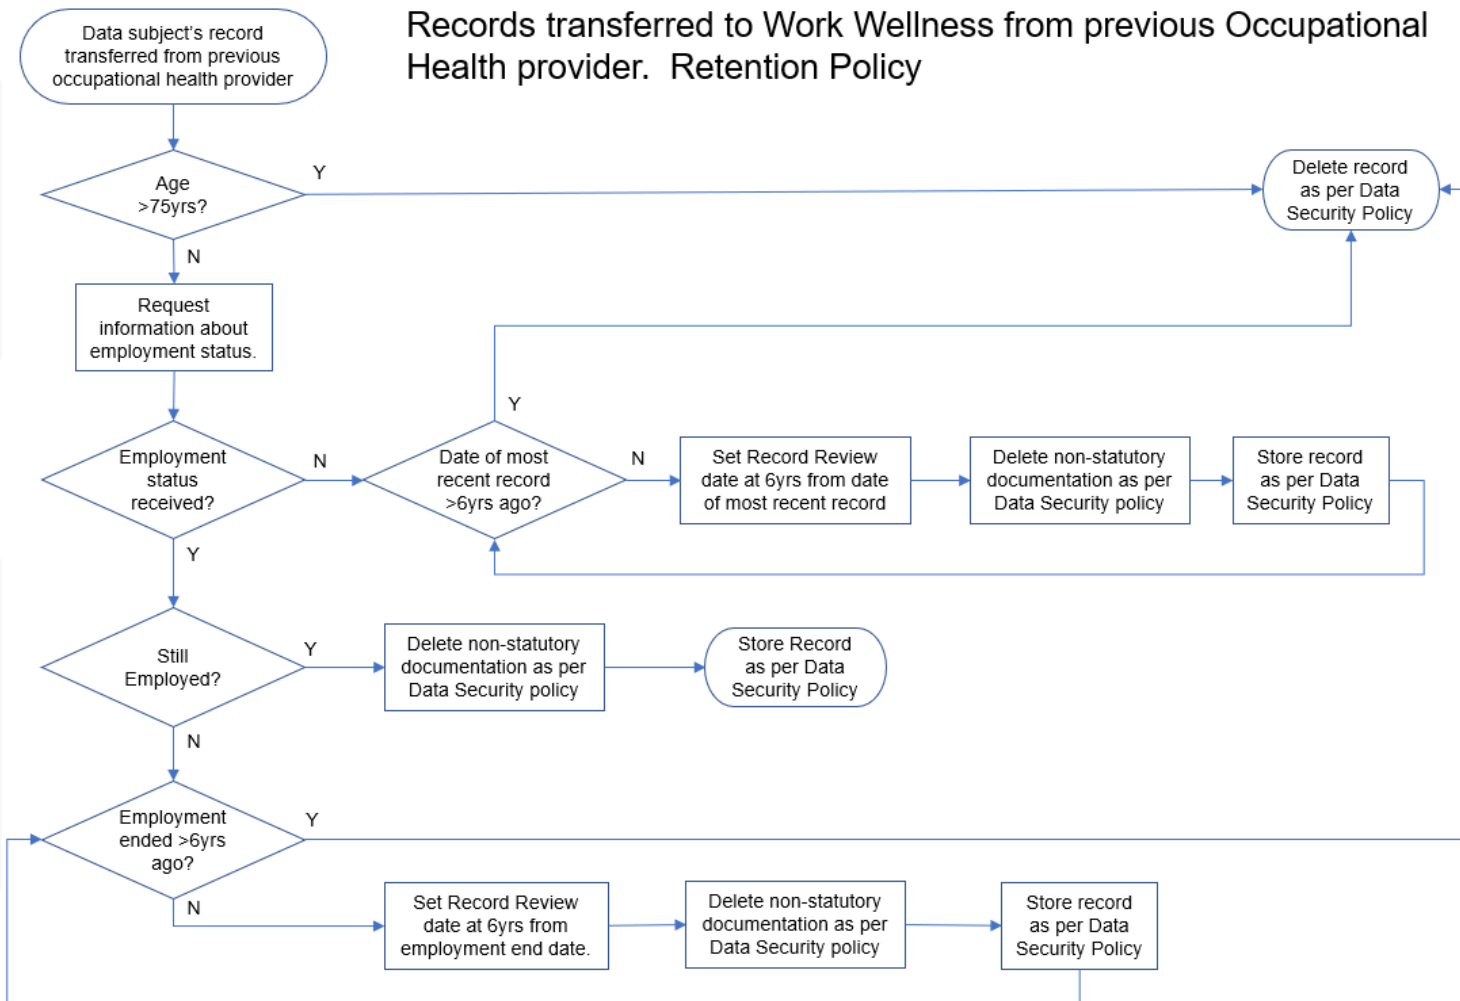 Records transferred to Work Wellness from previous Occupational
Health provider.  Retention Policy
Data subject's record
transferred from previous
occupational health provider
Age
>75yrs?
Y
N
Delete record
as per Data
Security Policy
Request
information about
employment status.
Employment
status
received?
N
Y
Date of most
recent record
>6yrs ago?
Y
N
Set Record Review
date at 6yrs from date
of most recent record
Delete non-statutory
documentation as per
Data Security policy
Store record
as per Data
Security Policy
Still
Employed?
Y
N
Delete non-statutory
documentation as per
Data Security policy
Store Record
as per Data
Security Policy
Employment
ended >6yrs
ago?
Y
N
Set Record Review
date at 6yrs from
employment end date.
Delete non-statutory
documentation as per
Data Security policy
Store record
as per Data
Security Policy